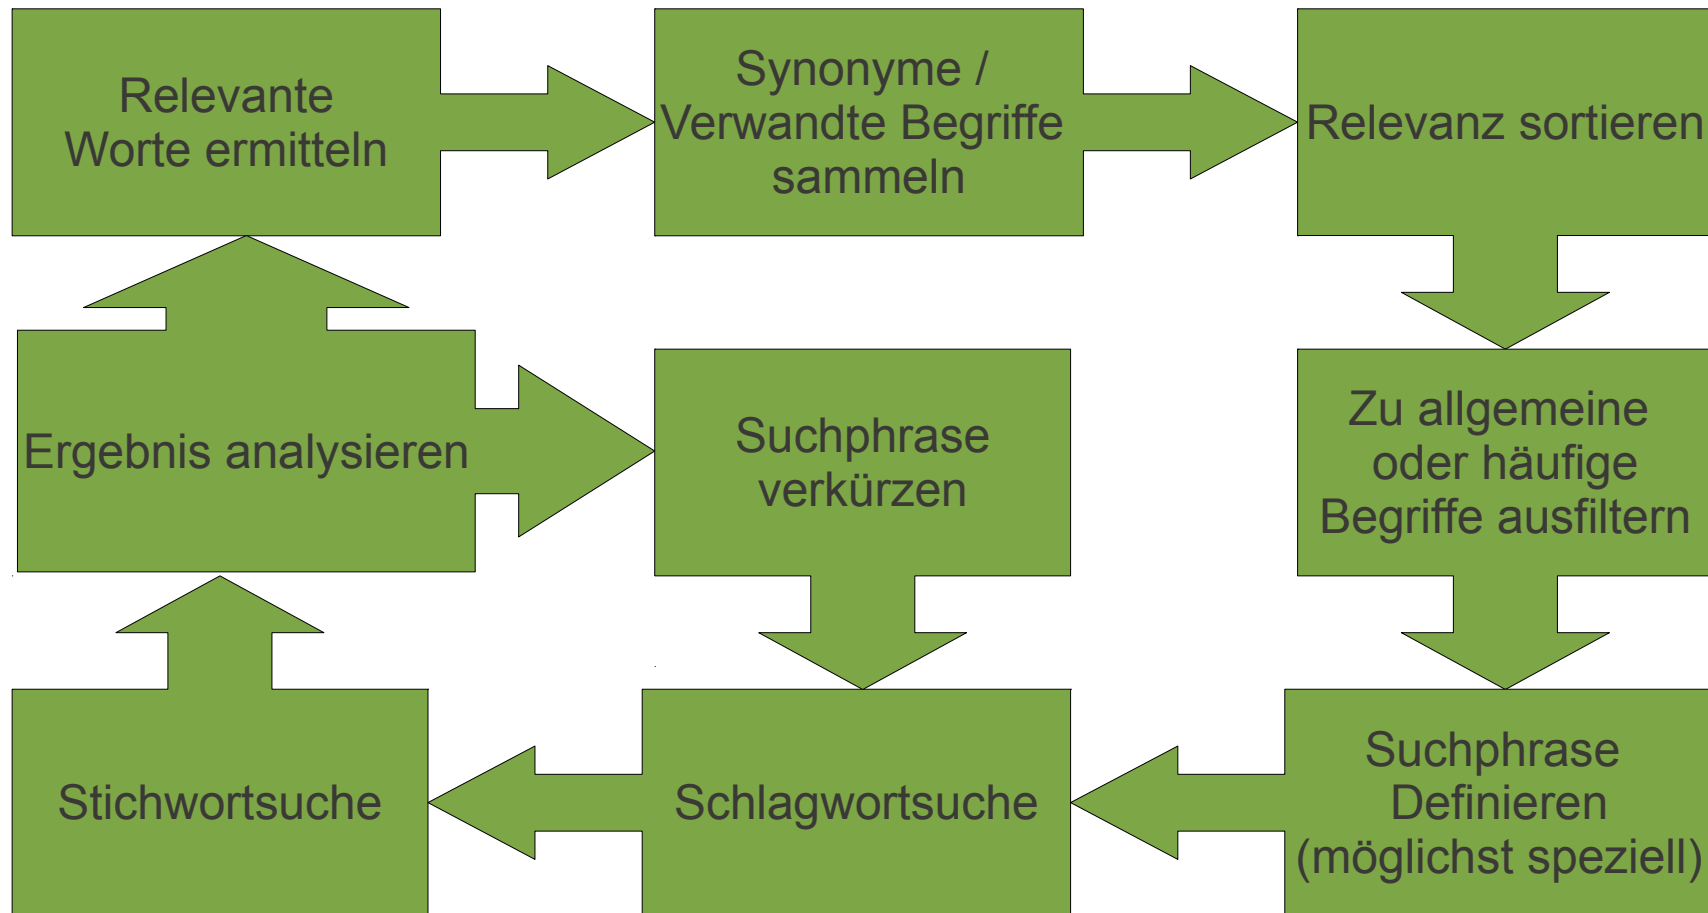 Relevante
Worte ermitteln
Synonyme /
Verwandte Begriffe
sammeln
Relevanz sortieren
Ergebnis analysieren
Suchphrase
verkürzen
Zu allgemeine
oder häufige
Begriffe ausfiltern
Stichwortsuche
Schlagwortsuche
Suchphrase
Definieren
(möglichst speziell)